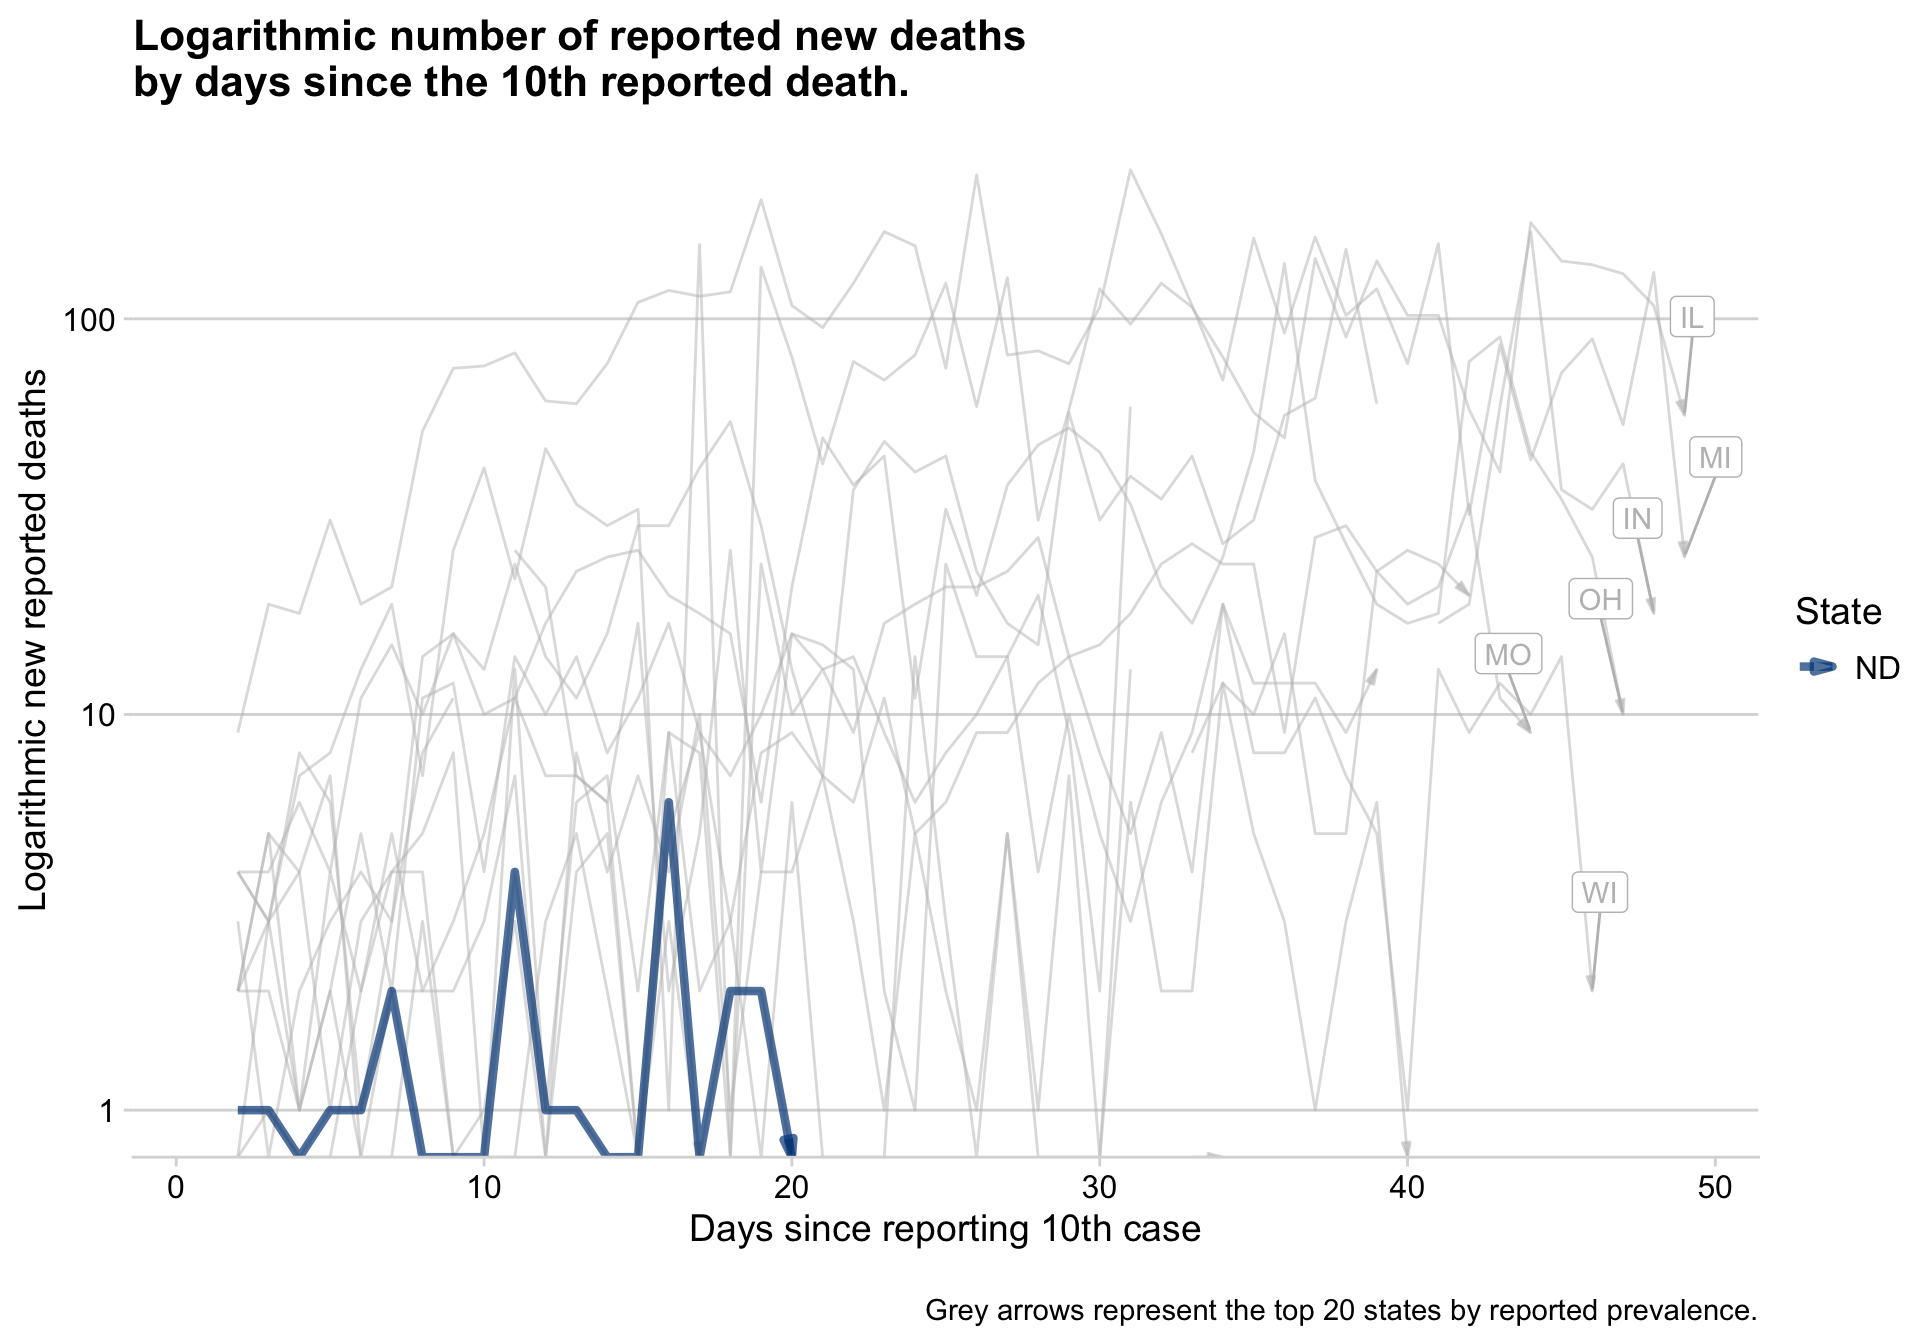 Logarithmic number of reported new deaths
by days since the 10th reported death.
Logarithmic new reported deaths
100
10
1
IL
MI
IN
OH
MO
WI
State
ND
0 10 20 30 40 50
Days since reporting 10th case
Grey arrows represent the top 20 states by reported prevalence.